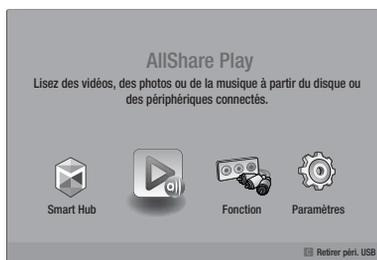 AllShare Play
Lisez des vidéos, des photos ou de la musique à partir du disque ou
des périphériques connectés.
Smart Hub
Fonction
Paramètres
C Retirer péri. USB